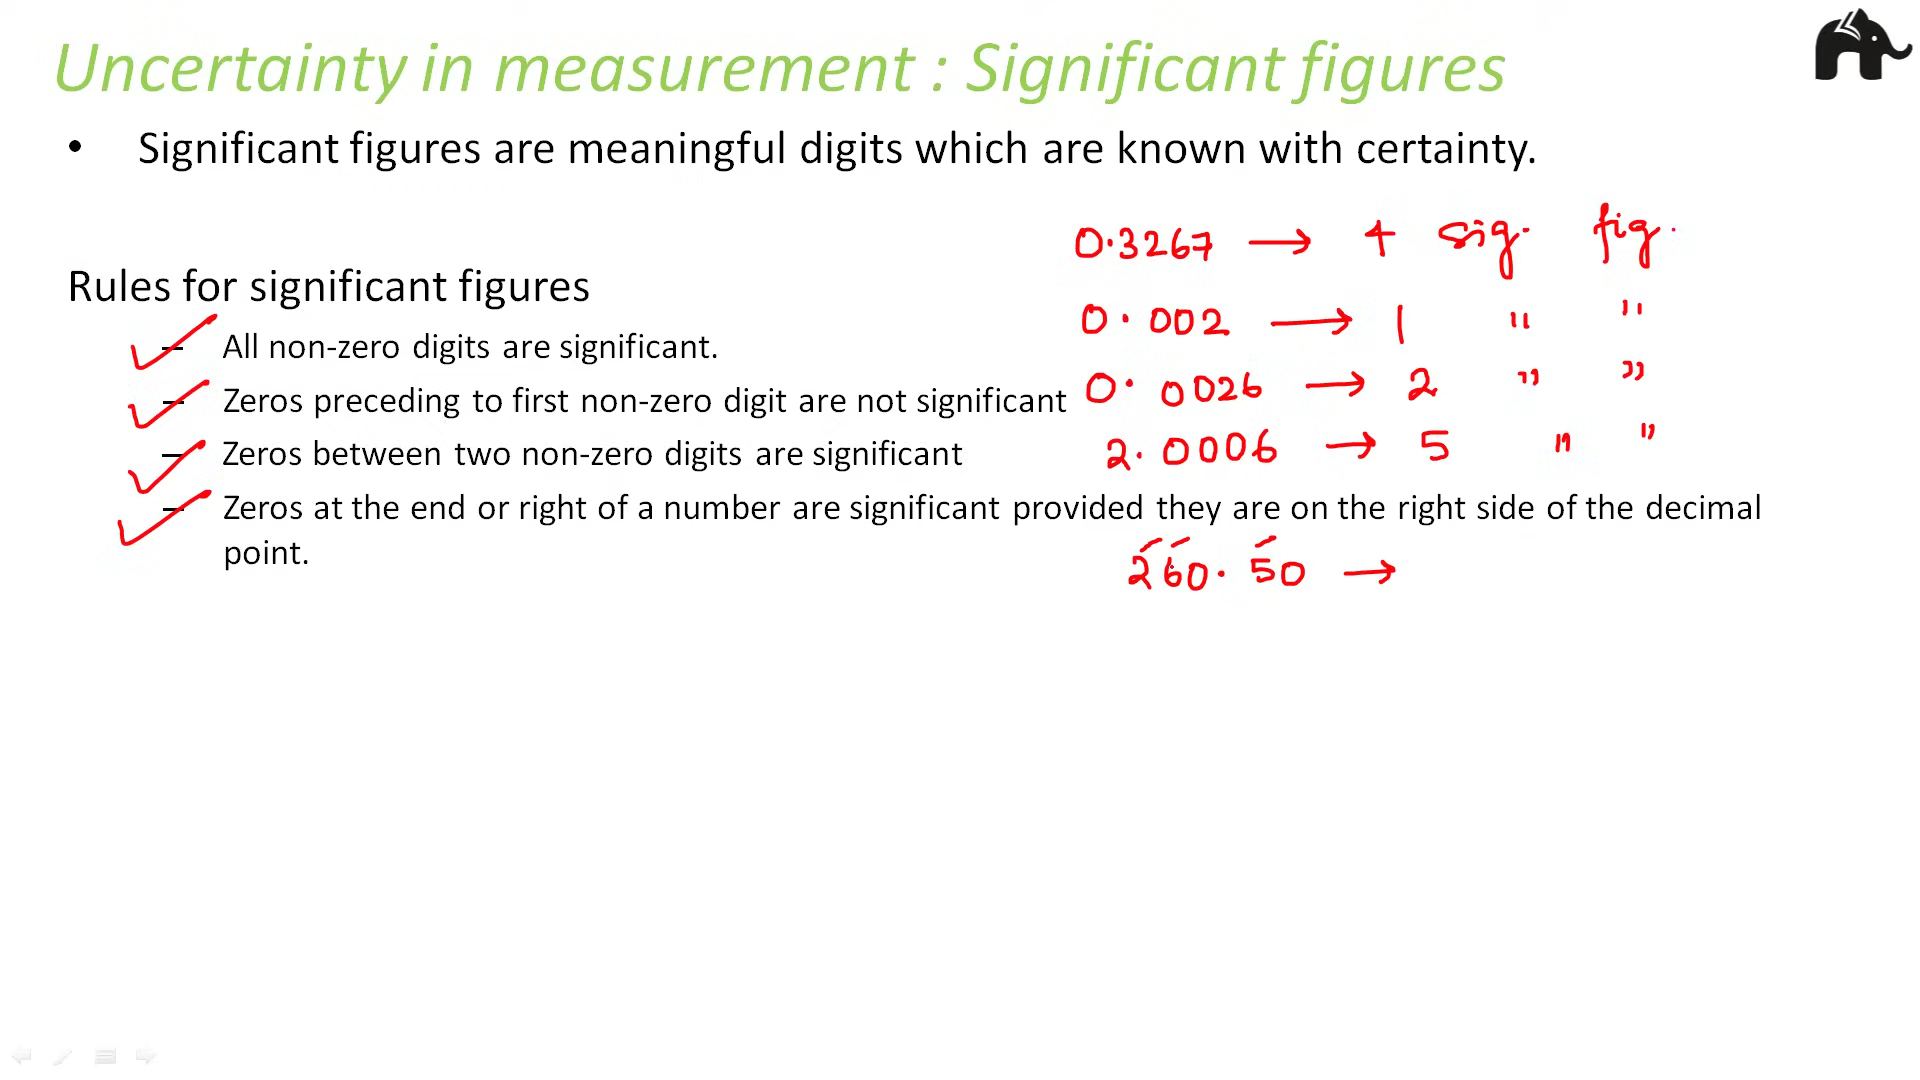 Uncertainty in measurement : Significant figures
• Significant figures are meaningful digits which are known with certainty.
0.3267 → 4 sig. fig.
Rules for significant figures
0.002 → 1 " "
– All non-zero digits are significant.
– Zeros preceding to first non-zero digit are not significant
0.0026 → 2 " "
– Zeros between two non-zero digits are significant
2.0006 → 5 " "
– Zeros at the end or right of a number are significant provided they are on the right side of the decimal
point.
260.50 →